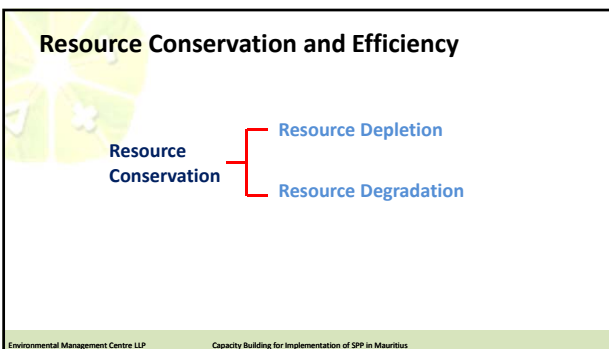 Resource Conservation and Efficiency
Resource Depletion
Resource
Conservation
Resource Degradation
Environmental Management Centre LLP
Capacity Building for Implementation of SPP in Mauritius